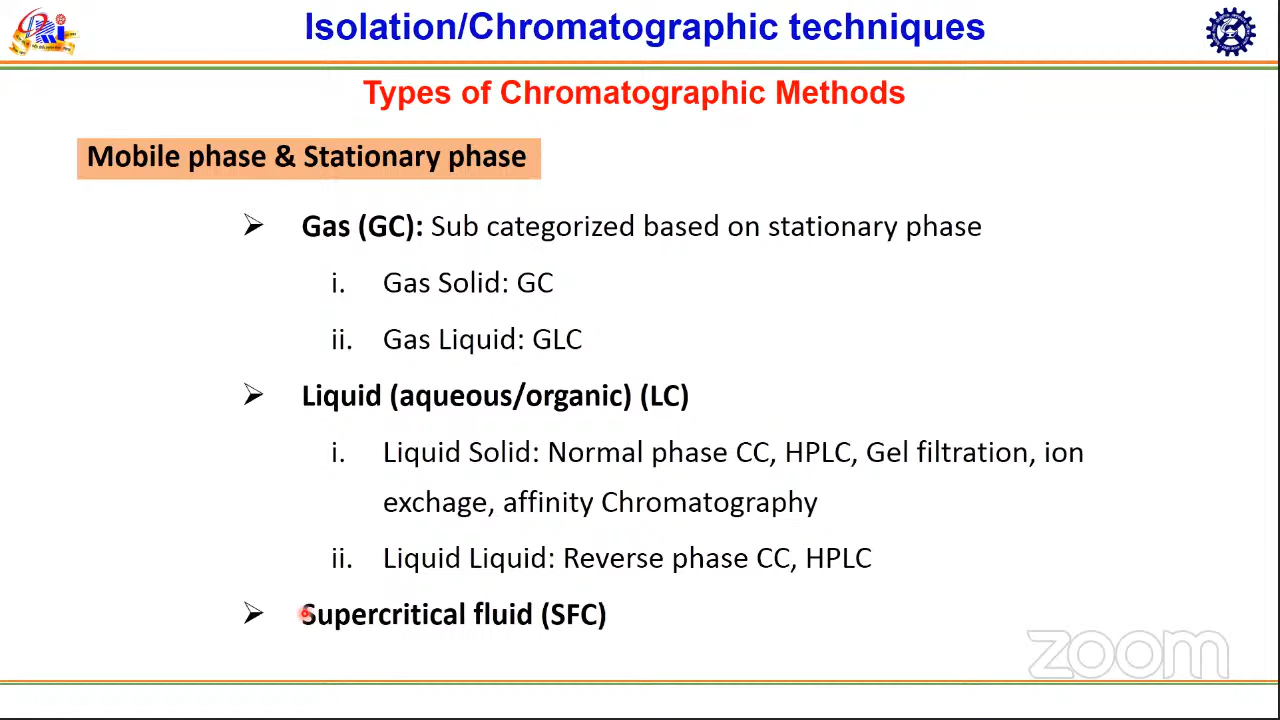 Isolation/Chromatographic techniques
Types of Chromatographic Methods
Mobile phase & Stationary phase
➢ Gas (GC): Sub categorized based on stationary phase
i. Gas Solid: GC
ii. Gas Liquid: GLC
➢ Liquid (aqueous/organic) (LC)
i. Liquid Solid: Normal phase CC, HPLC, Gel filtration, ion
exchage, affinity Chromatography
ii. Liquid Liquid: Reverse phase CC, HPLC
➢ Supercritical fluid (SFC)
zoom